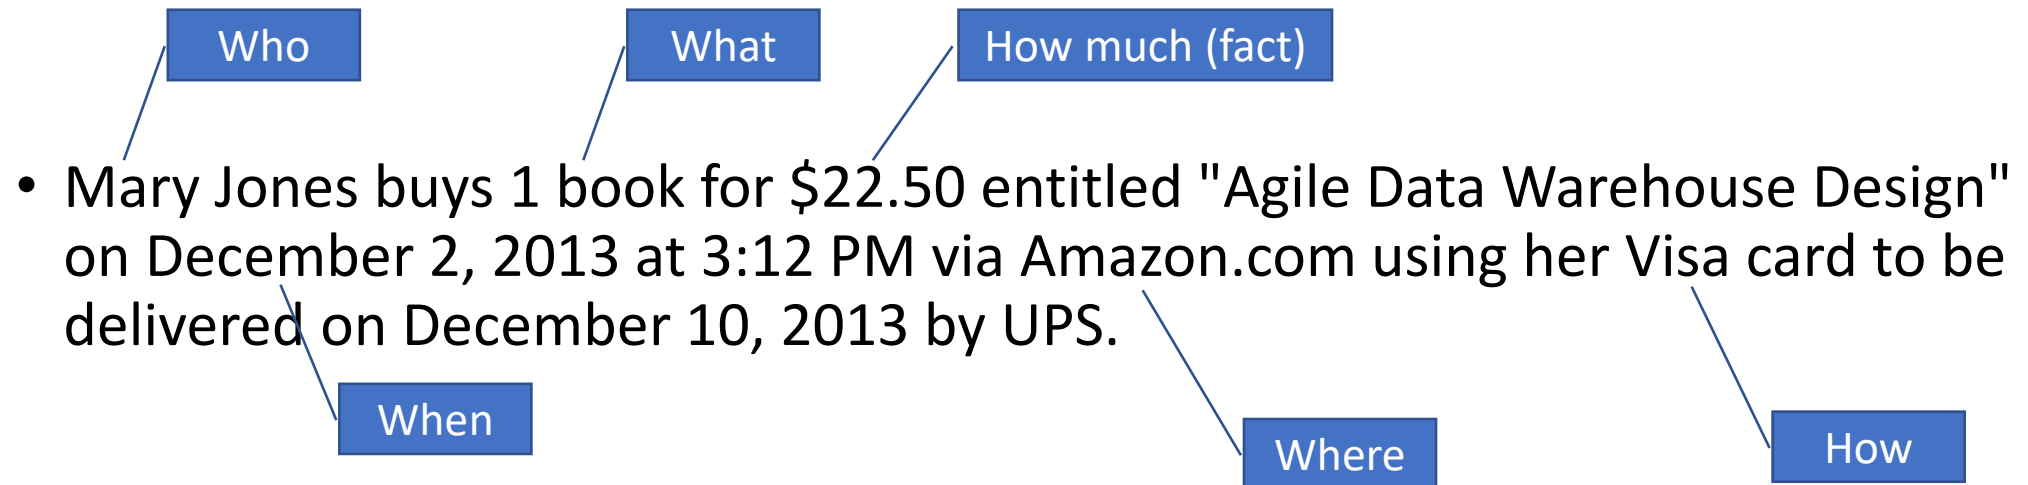 Who
What
How much (fact)
• Mary Jones buys 1 book for $22.50 entitled "Agile Data Warehouse Design"
on December 2, 2013 at 3:12 PM via Amazon.com using her Visa card to be
delivered on December 10, 2013 by UPS.
When
Where
How